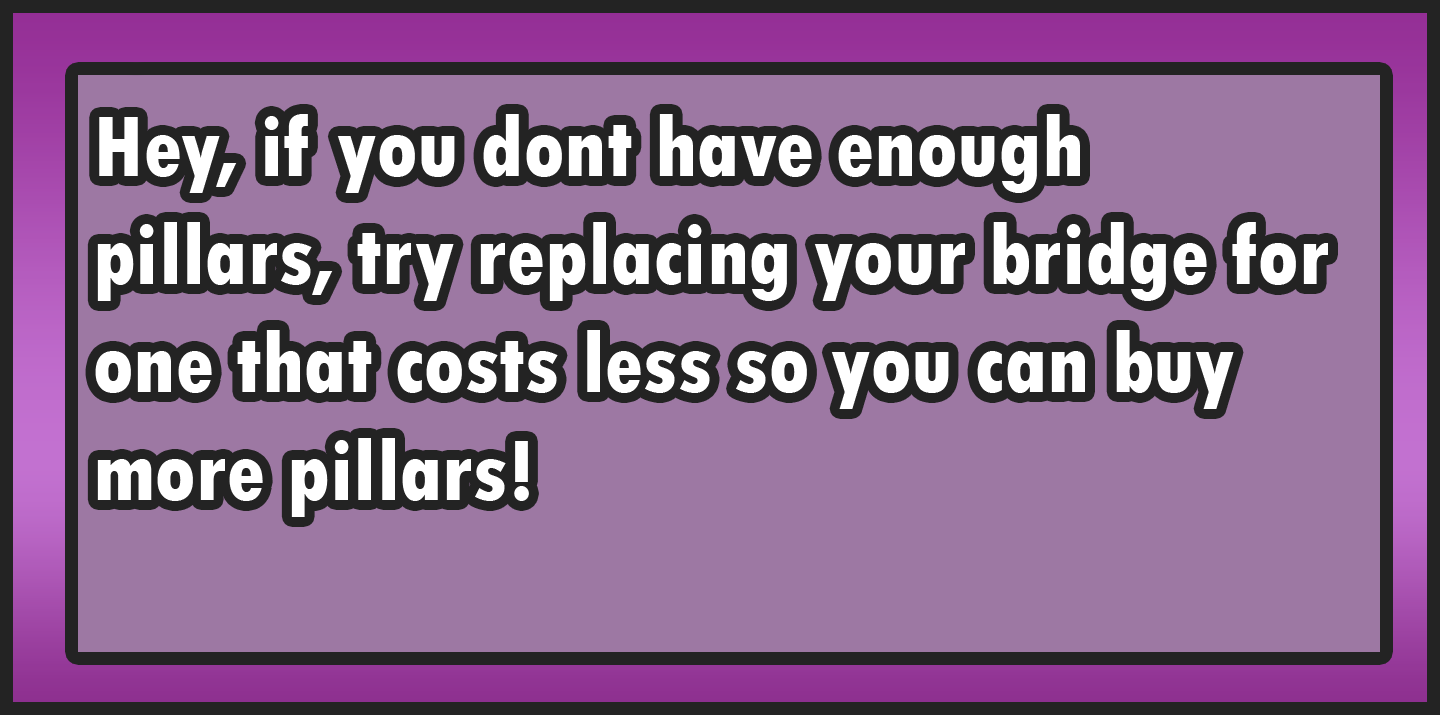 Hey, if you dont have enough
pillars, try replacing your bridge for
one that costs less so you can buy
more pillars!